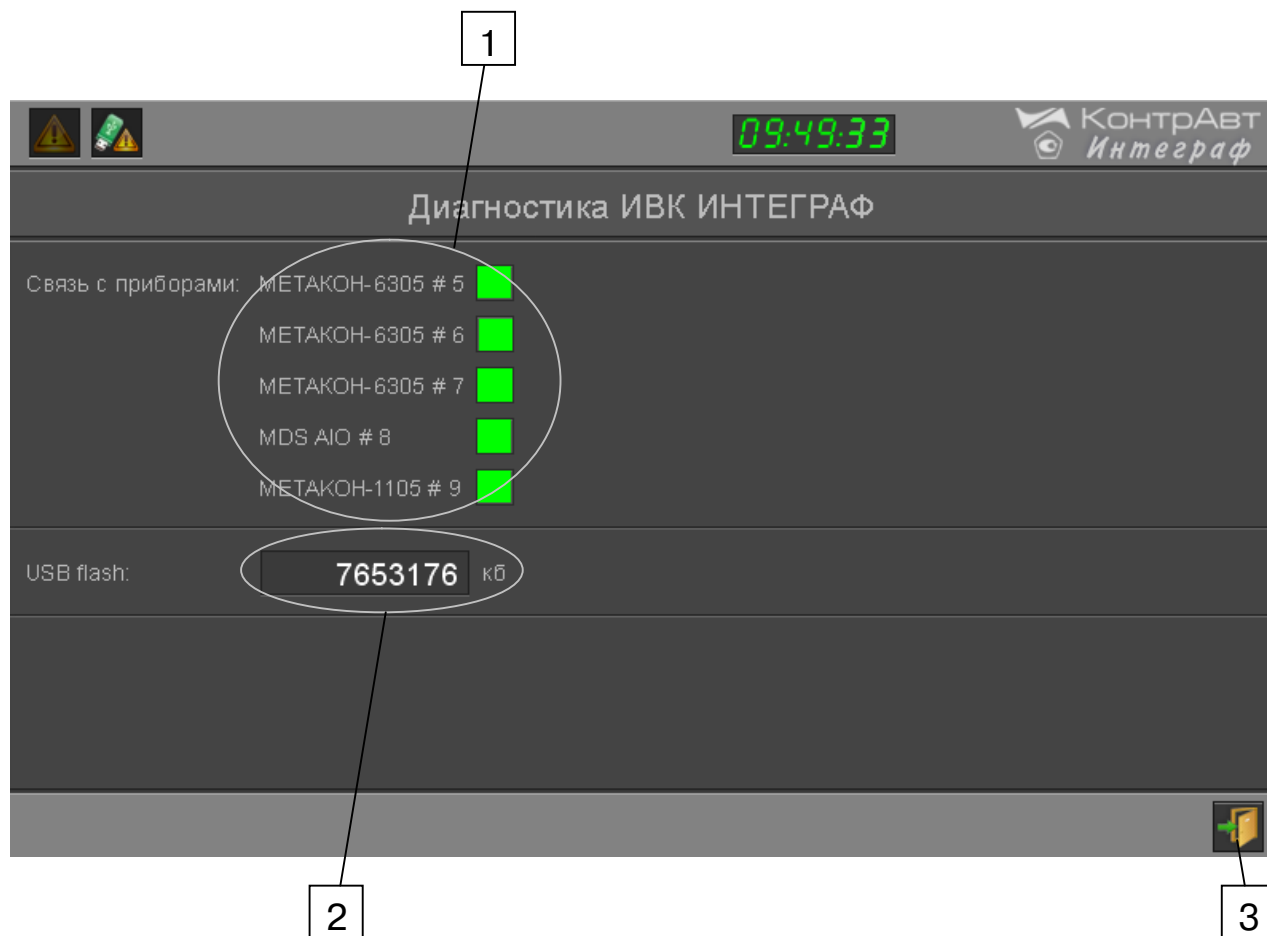 1
09:49:33
КонтрАвт
Интеграф
Диагностика ИВК ИНТЕГРАФ
Связь с приборами: МЕТАКОН-6305 # 5
МЕТАКОН-6305 # 6
МЕТАКОН-6305 # 7
MDS AIO # 8
МЕТАКОН-1105 # 9
USB flash: 7653176 кб
2
3